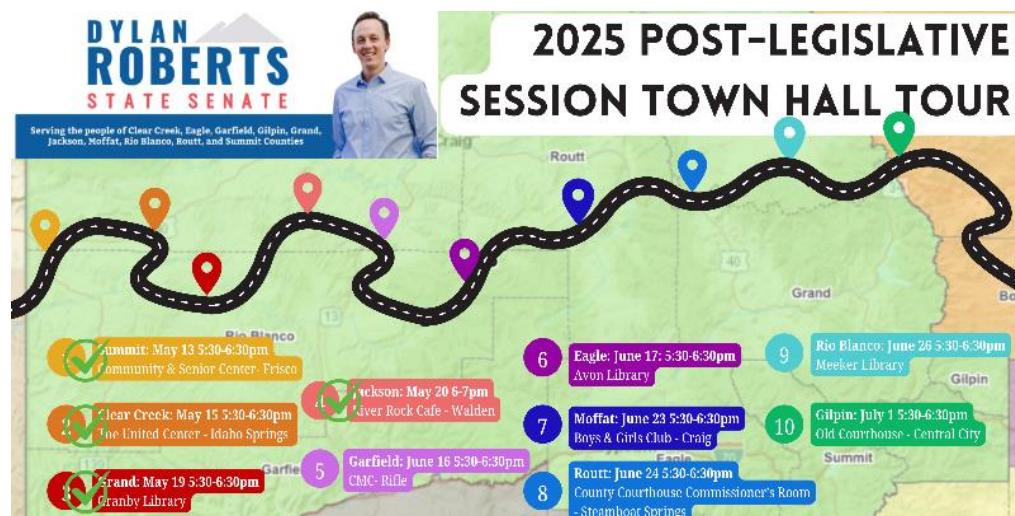 DYLAN
ROBERTS
STATE SENATE
Serving the people of Clear Creek, Eagle, Garfield, Gilpin, Grand,
Jackson, Moffat, Rio Blanco, Routt, and Summit Counties
2025 POST-LEGISLATIVE
SESSION TOWN HALL TOUR
Routt
40
Grand
13
Rio Blanco
Gilpin
Summit
Eagle
70
Summit: May 13 5:30-6:30pm
Community & Senior Center- Frisco
2
Clear Creek: May 15 5:30-6:30pm
The United Center - Idaho Springs
3
Grand: May 19 5:30-6:30pm
Granby Library
4
Jackson: May 20 6-7pm
River Rock Cafe - Walden
5
Garfield: June 16 5:30-6:30pm
CMC- Rifle
6
Eagle: June 17: 5:30-6:30pm
Avon Library
7
Moffat: June 23 5:30-6:30pm
Boys & Girls Club - Craig
8
Routt: June 24 5:30-6:30pm
County Courthouse Commissioner's Room
- Steamboat Springs
9
Rio Blanco: June 26 5:30-6:30pm
Meeker Library
10
Gilpin: July 1 5:30-6:30pm
Old Courthouse - Central City